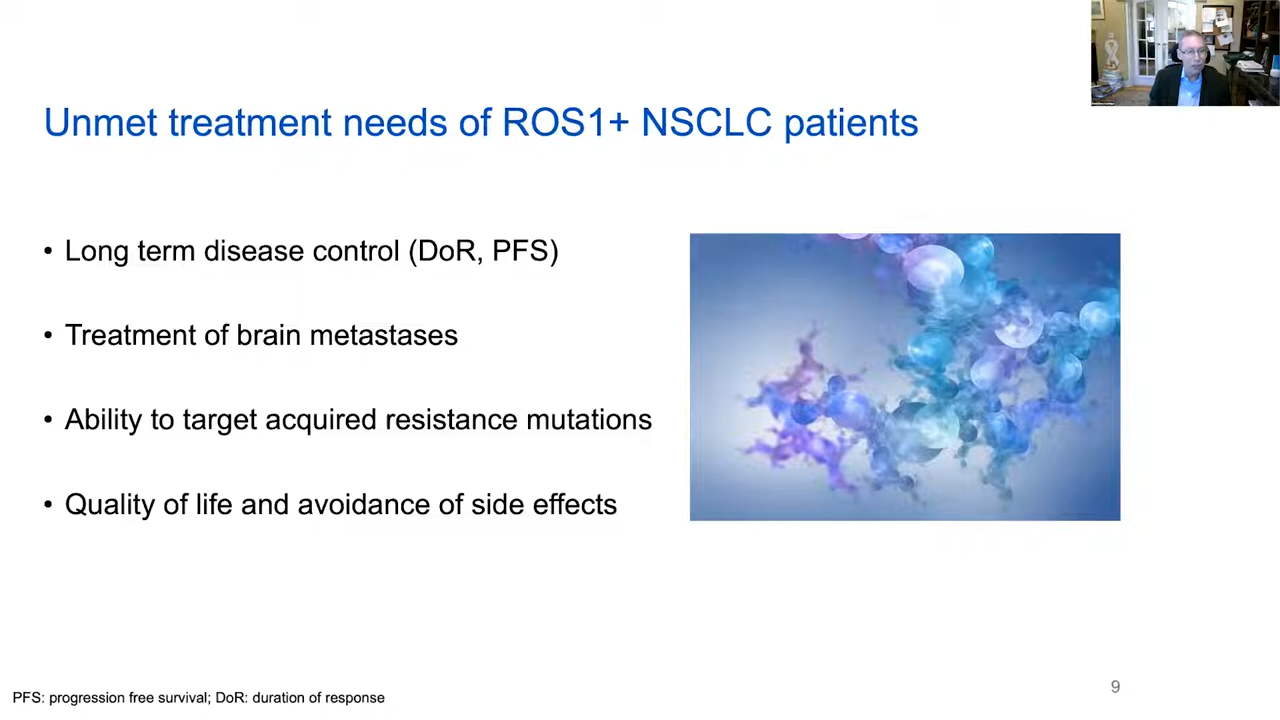 Unmet treatment needs of ROS1+ NSCLC patients
• Long term disease control (DoR, PFS)
• Treatment of brain metastases
• Ability to target acquired resistance mutations
• Quality of life and avoidance of side effects
PFS: progression free survival; DoR: duration of response
9